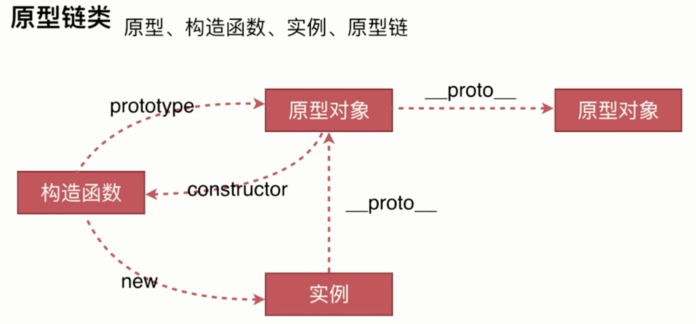 原型链类 原型、构造函数、实例、原型链
prototype
原型对象
__proto__
原型对象
构造函数
constructor
__proto__
new
实例